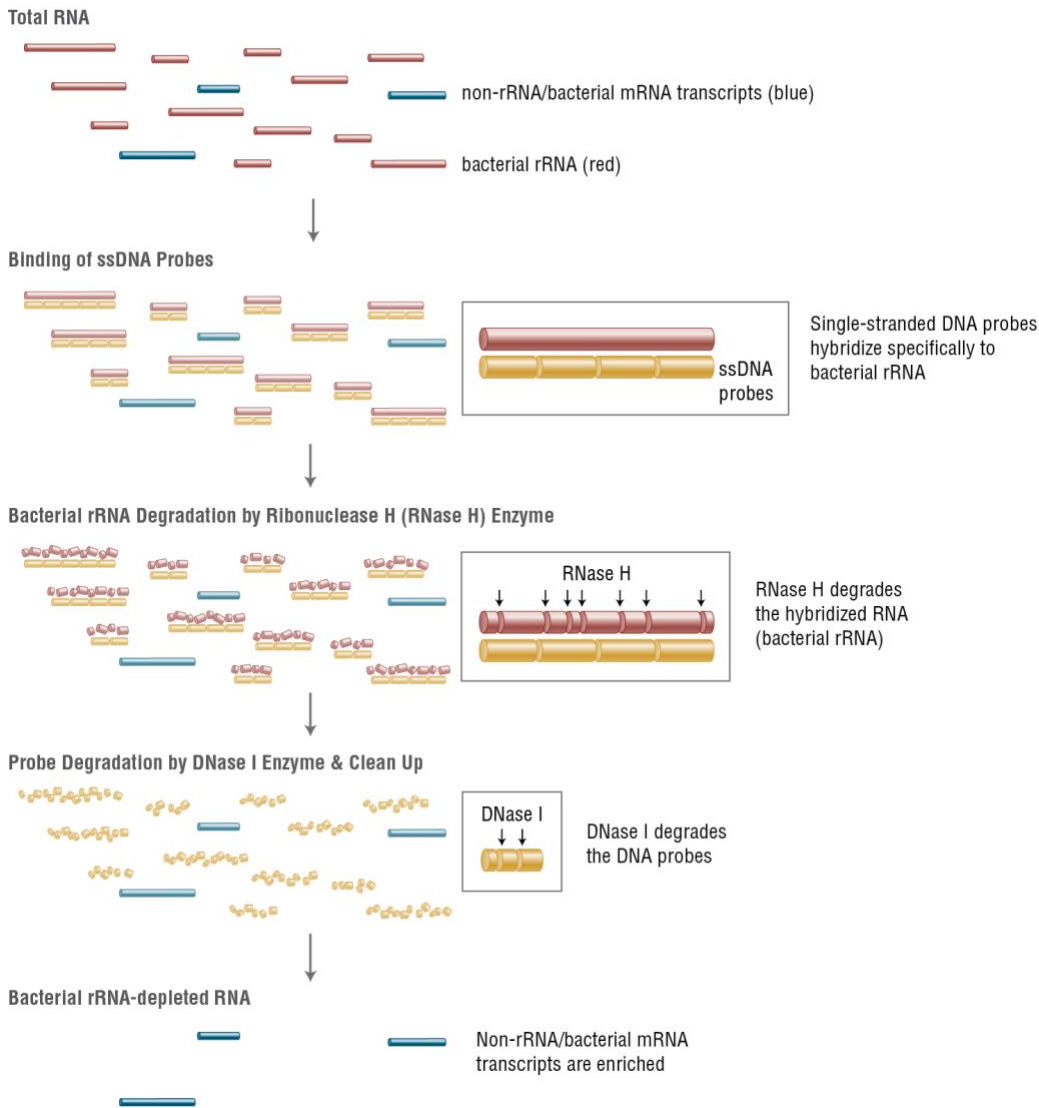 Total RNA
non-rRNA/bacterial mRNA transcripts (blue)
bacterial rRNA (red)
Binding of ssDNA Probes
ssDNA
probes
Single-stranded DNA probes
hybridize specifically to
bacterial rRNA
Bacterial rRNA Degradation by Ribonuclease H (RNase H) Enzyme
RNase H
RNase H degrades
the hybridized RNA
(bacterial rRNA)
Probe Degradation by DNase I Enzyme & Clean Up
DNase I
DNase I degrades
the DNA probes
Bacterial rRNA-depleted RNA
Non-rRNA/bacterial mRNA
transcripts are enriched